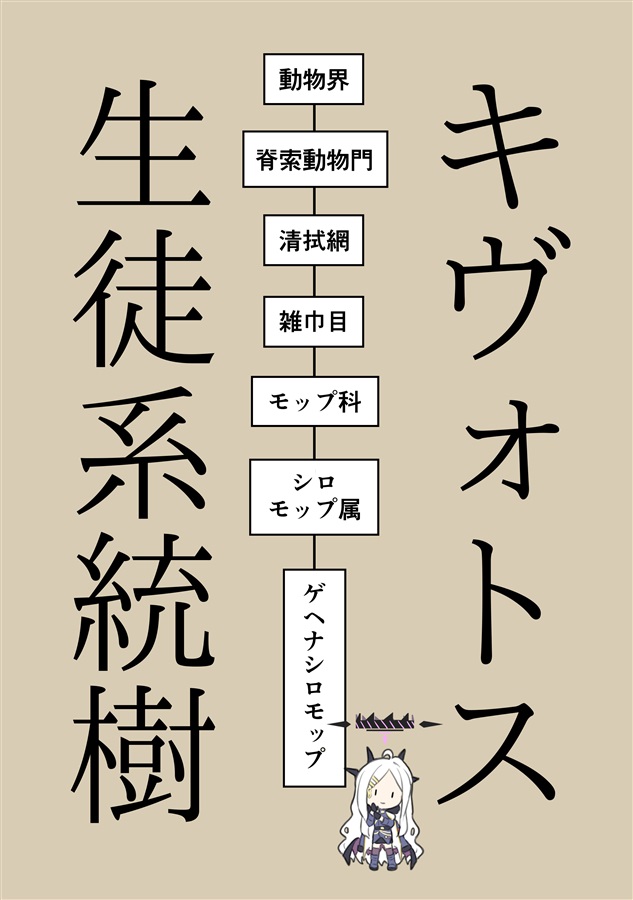 キヴォトス
生徒系統樹
動物界
脊索動物門
清拭網
雑巾目
モップ科
シロ
モップ属
ゲヘナシロモップ